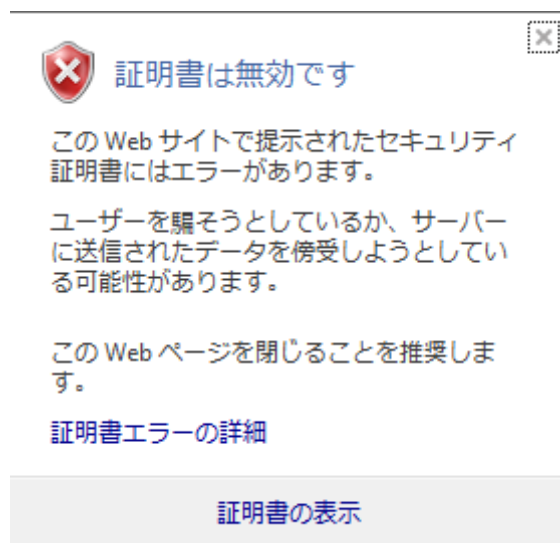 証明書は無効です
この Web サイトで提示されたセキュリティ
証明書にはエラーがあります。
ユーザーを騙そうとしているか、サーバー
に送信されたデータを傍受しようとしてい
る可能性があります。
この Web ページを閉じることを推奨しま
す。
証明書エラーの詳細
証明書の表示